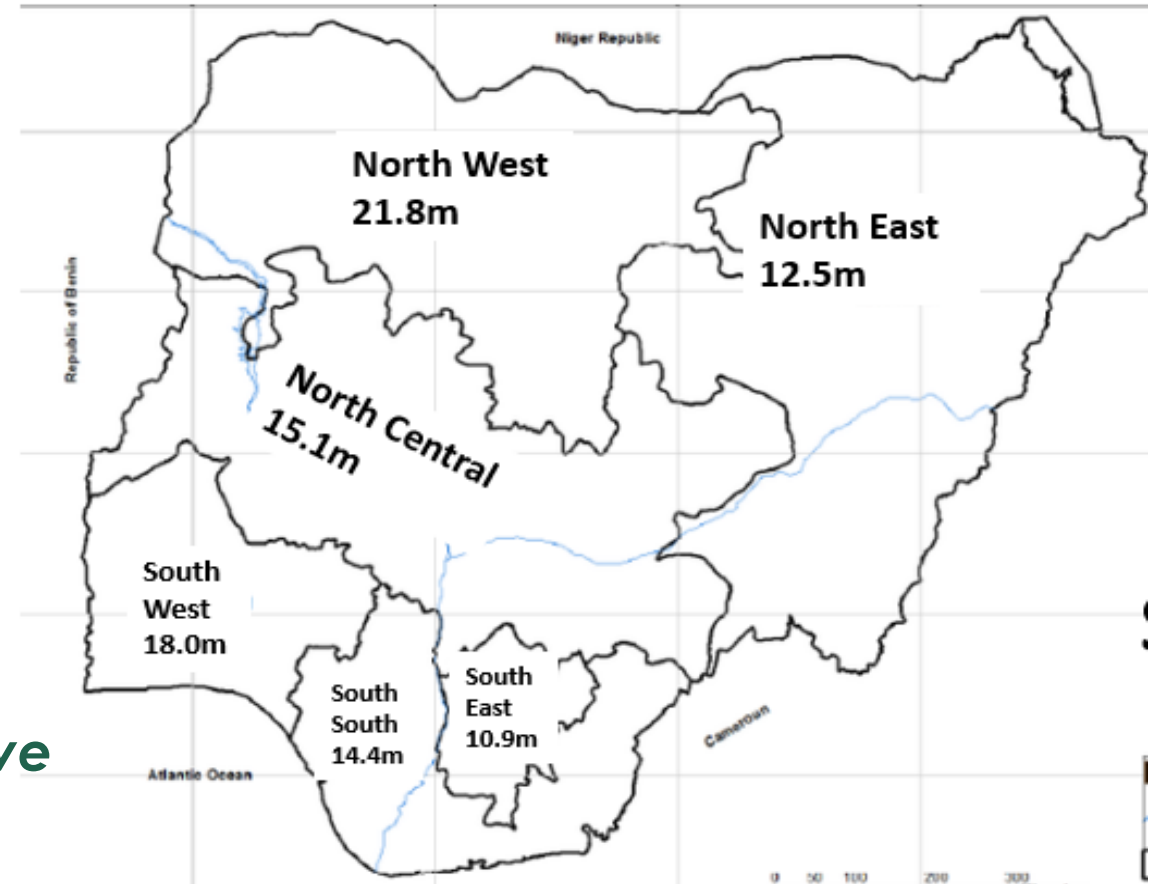 Niger Republic
North West
21.8m
North East
12.5m
Republic of Benin
North Central
15.1m
South
West
18.0m
South
South
14.4m
South
East
10.9m
Cameroun
Atlantic Ocean
0 50 100 200 300